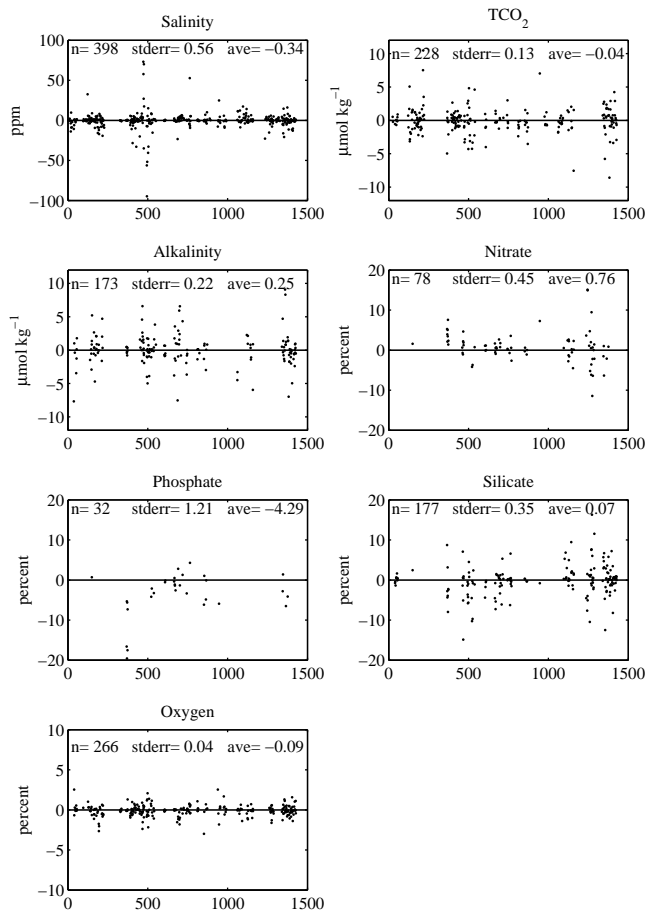 Salinity
n= 398 stderr= 0.56 ave= −0.34
100
50
0
−50
−100
ppm
0 500 1000 1500
TCO2
n= 228 stderr= 0.13 ave= −0.04
10
5
0
−5
−10
μmol kg−1
0 500 1000 1500
Alkalinity
n= 173 stderr= 0.22 ave= 0.25
10
5
0
−5
−10
μmol kg−1
0 500 1000 1500
Nitrate
n= 78 stderr= 0.45 ave= 0.76
20
10
0
−10
−20
percent
0 500 1000 1500
Phosphate
n= 32 stderr= 1.21 ave= −4.29
20
10
0
−10
−20
percent
0 500 1000 1500
Silicate
n= 177 stderr= 0.35 ave= 0.07
20
10
0
−10
−20
percent
0 500 1000 1500
Oxygen
n= 266 stderr= 0.04 ave= −0.09
10
5
0
−5
−10
percent
0 500 1000 1500